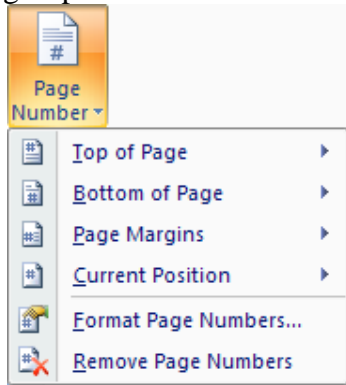 Page
Number
Top of Page
Bottom of Page
Page Margins
Current Position
Format Page Numbers...
Remove Page Numbers